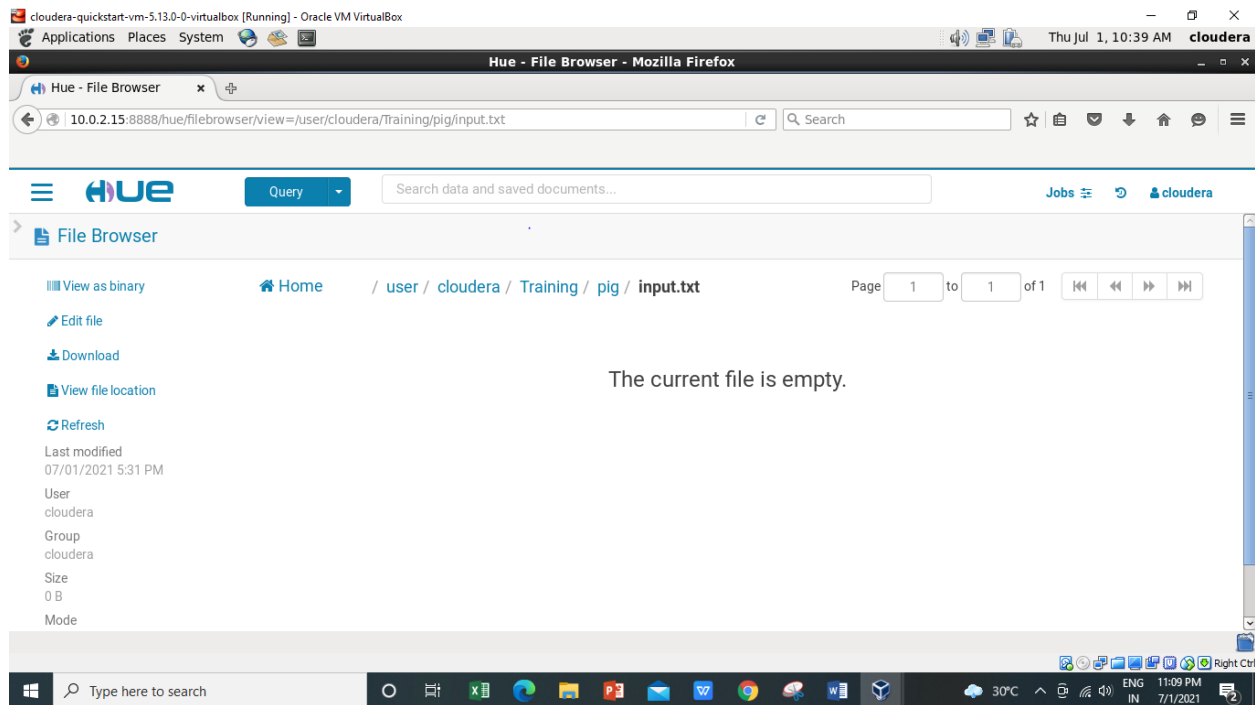 cloudera-quickstart-vm-5.13.0-0-virtualbox [Running] - Oracle VM VirtualBox
Applications Places System Thu Jul 1, 10:39 AM cloudera
Hue - File Browser - Mozilla Firefox
Hue - File Browser
10.0.2.15:8888/hue/filebrowser/view=/user/cloudera/Training/pig/input.txt Search
HUE Query Search data and saved documents... Jobs cloudera
File Browser
View as binary Home / user / cloudera / Training / pig / input.txt Page 1 to 1 of 1
Edit file
Download
The current file is empty.
View file location
Refresh
Last modified
07/01/2021 5:31 PM
User
cloudera
Group
cloudera
Size
0 B
Mode
Right Ctrl
Type here to search 30°C ENG 11:09 PM
IN 7/1/2021 2